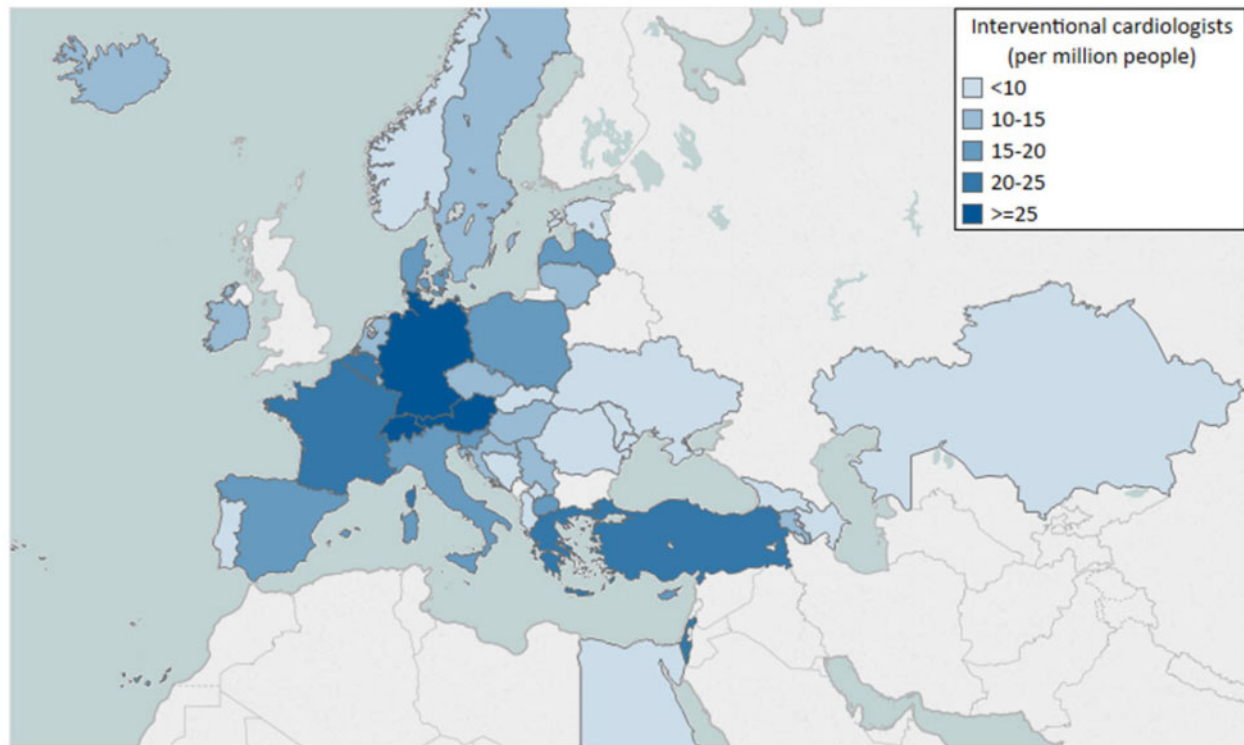 Interventional cardiologists
(per million people)
<10
10-15
15-20
20-25
>=25